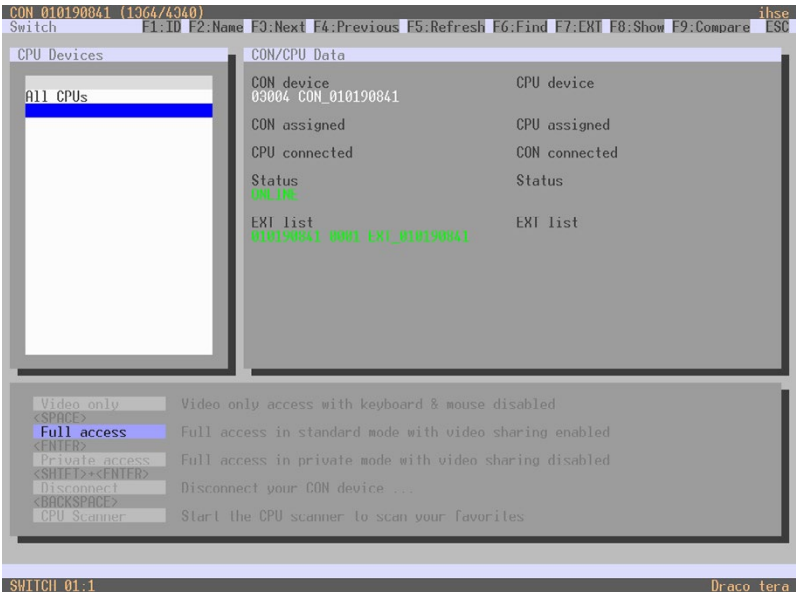 CON 010190841 (1364/4340) ihse
Switch F1:ID F2:Name F3:Next F4:Previous F5:Refresh F6:Find F7:EXT F8:Show F9:Compare ESC
CPU Devices CON/CPU Data
CON device CPU device
All CPUs 03004 CON_010190841
CON assigned CPU assigned
CPU connected CON connected
Status Status
ONLINE
EXT list EXT list
010190841 0001 EXT_010190841
Video only Video only access with keyboard & mouse disabled
<SPACE>
Full access Full access in standard mode with video sharing enabled
<ENTER>
Private access Full access in private mode with video sharing disabled
<SHIFT>+<ENTER>
Disconnect Disconnect your CON device ...
<BACKSPACE>
CPU Scanner Start the CPU scanner to scan your favorites
SWITCH 01:1 Draco tera